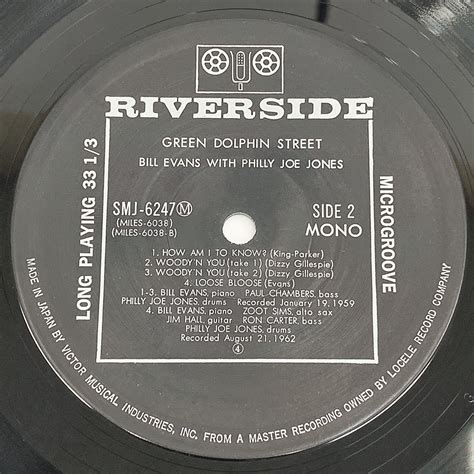 RIVERSIDE
GREEN DOLPHIN STREET
BILL EVANS WITH PHILLY JOE JONES
SMJ-6247 M
(MILES-6038)
(MILES-6038-B)
SIDE 2
MONO
1. HOW AM I TO KNOW? (King-Parker)
2. WOODY'N YOU (take 1) (Dizzy Gillespie)
3. WOODY'N YOU (take 2) (Dizzy Gillespie)
4. LOOSE BLOOSE (Evans)
1-3. BILL EVANS, piano PAUL CHAMBERS, bass
PHILLY JOE JONES, drums Recorded January 19, 1959
4. BILL EVANS, piano ZOOT SIMS, alto sax
JIM HALL, guitar RON CARTER, bass
PHILLY JOE JONES, drums
Recorded August 21, 1962
4
LONG PLAYING 33 1/3
MICROGROOVE
MADE IN JAPAN BY VICTOR MUSICAL INDUSTRIES, INC. FROM A MASTER RECORDING OWNED BY LOCELE RECORD COMPANY